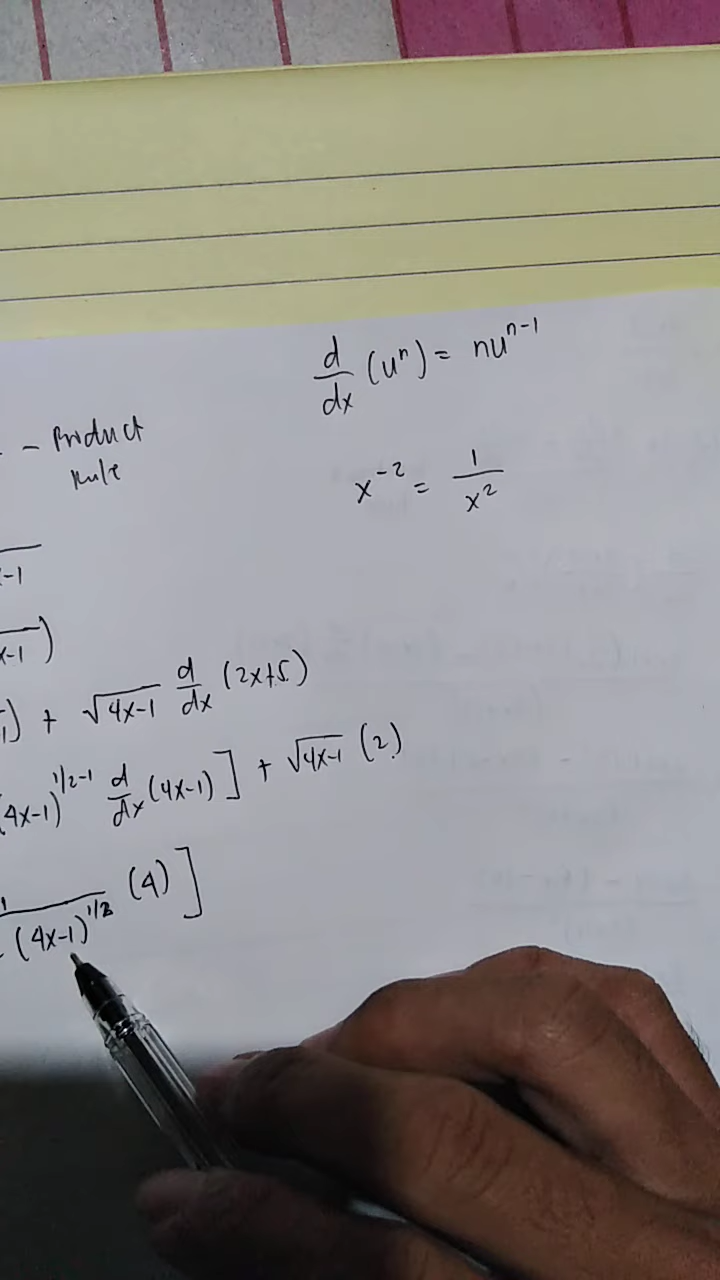 d/dx (uⁿ) = nuⁿ⁻¹
- Product
Rule
x⁻² = 1/x²
x-1
x-1)
) + √4x-1 d/dx (2x+5)
(4x-1)^1/2-1 d/dx (4x-1)] + √4x-1 (2)
1/(4x-1)^1/2 (4)]